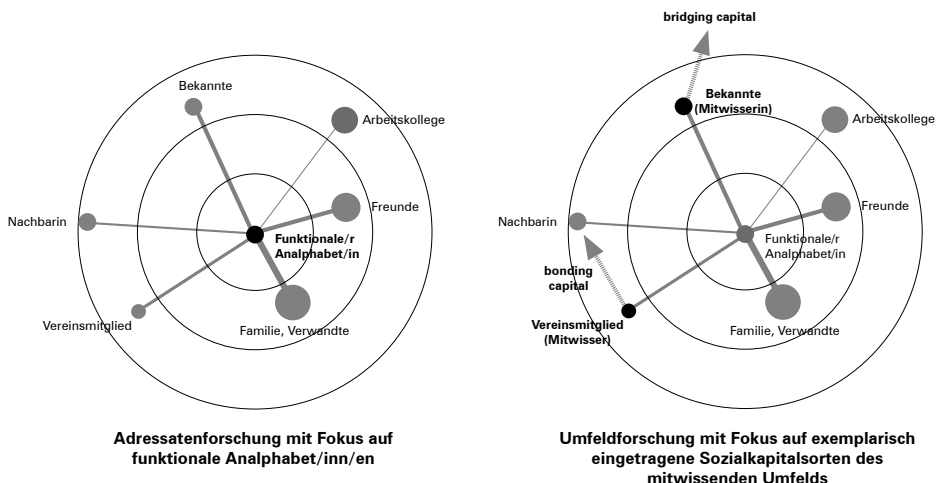 Bekannte
Arbeitskollege
Freunde
Nachbarin
Funktionale/r
Analphabet/in
Vereinsmitglied
Familie, Verwandte
Adressatenforschung mit Fokus auf
funktionale Analphabet/inn/en
bridging capital
Bekannte
(Mitwisserin)
Arbeitskollege
Freunde
Nachbarin
Funktionale/r
Analphabet/in
bonding
capital
Vereinsmitglied
(Mitwisser)
Familie, Verwandte
Umfeldforschung mit Fokus auf exemplarisch
eingetragene Sozialkapitalsorten des
mitwissenden Umfelds